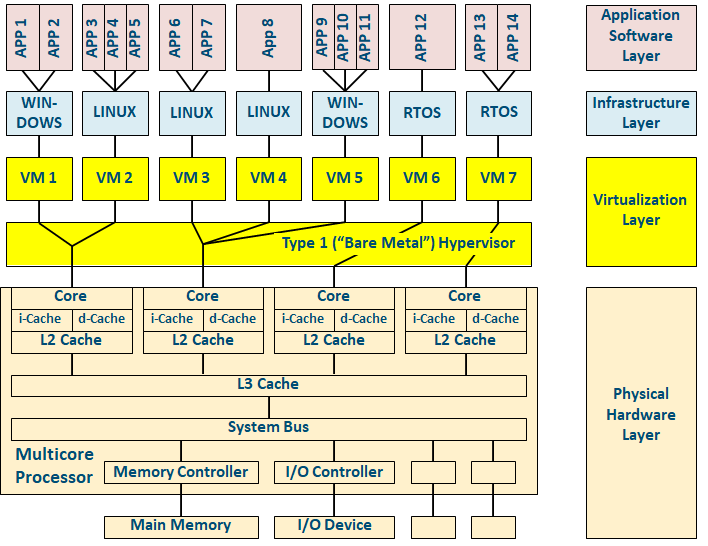 APP 1
APP 2
APP 3
APP 4
APP 5
APP 6
APP 7
App 8
APP 9
APP 10
APP 11
APP 12
APP 13
APP 14
Application
Software
Layer
WIN-
DOWS
LINUX
LINUX
LINUX
WIN-
DOWS
RTOS
RTOS
Infrastructure
Layer
VM 1
VM 2
VM 3
VM 4
VM 5
VM 6
VM 7
Virtualization
Layer
Type 1 (“Bare Metal”) Hypervisor
Core
Core
Core
Core
i-Cache
d-Cache
i-Cache
d-Cache
i-Cache
d-Cache
i-Cache
d-Cache
L2 Cache
L2 Cache
L2 Cache
L2 Cache
L3 Cache
System Bus
Multicore
Processor
Memory Controller
I/O Controller
Main Memory
I/O Device
Physical
Hardware
Layer